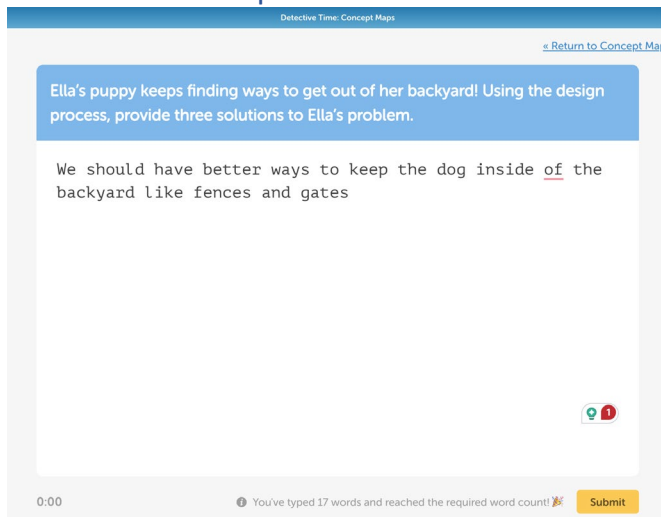 Detective Time: Concept Maps
« Return to Concept Ma
Ella's puppy keeps finding ways to get out of her backyard! Using the design
process, provide three solutions to Ella's problem.
We should have better ways to keep the dog inside of the
backyard like fences and gates
1
0:00
You've typed 17 words and reached the required word count! 🎉
Submit